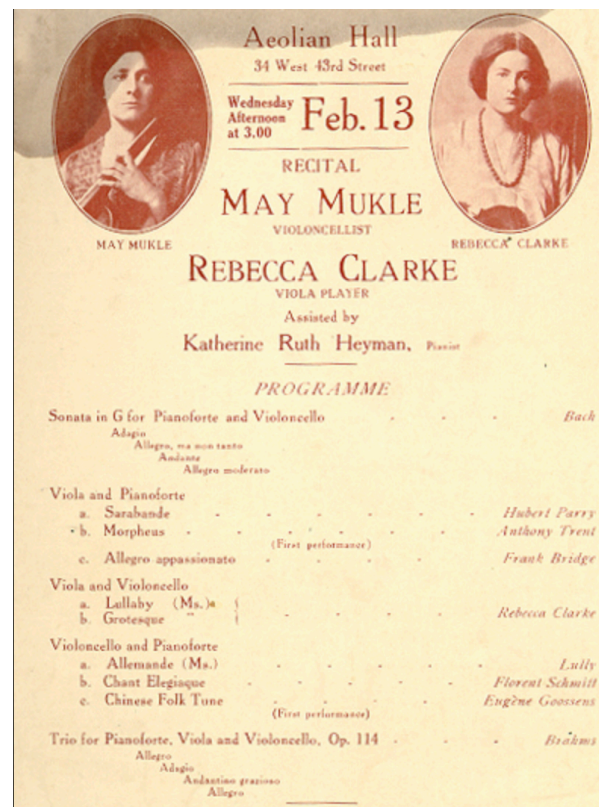 Aeolian Hall
34 West 43rd Street
Wednesday
Afternoon
at 3.00
Feb. 13
RECITAL
MAY MUKLE
VIOLONCELLIST
MAY MUKLE
REBECCA CLARKE
REBECCA CLARKE
VIOLA PLAYER
Assisted by
Katherine Ruth Heyman, Pianist
PROGRAMME
Sonata in G for Pianoforte and Violoncello - - - Bach
Adagio
Allegro, ma non tanto
Andante
Allegro moderato
Viola and Pianoforte
a. Sarabande - - - - - - - Hubert Parry
b. Morpheus - - - - - - - Anthony Trent
(First performance)
c. Allegro appassionato - - - - - Frank Bridge
Viola and Violoncello
a. Lullaby (Ms.)
b. Grotesque " - - - - - Rebecca Clarke
Violoncello and Pianoforte
a. Allemande (Ms.) - - - - - - Lully
b. Chant Elegiaque - - - - - Florent Schmitt
c. Chinese Folk Tune - - - - Eugène Goossens
(First performance)
Trio for Pianoforte, Viola and Violoncello, Op. 114 - - - Brahms
Allegro
Adagio
Andantino grazioso
Allegro